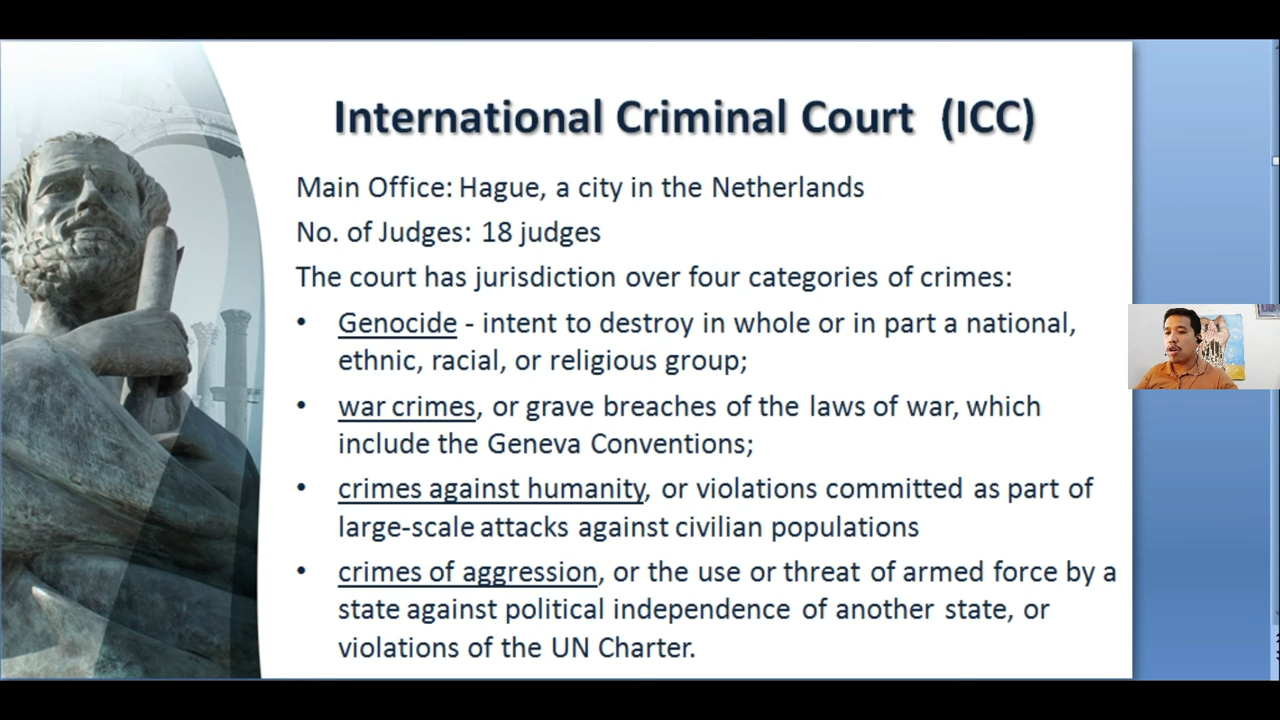 International Criminal Court (ICC)
Main Office: Hague, a city in the Netherlands
No. of Judges: 18 judges
The court has jurisdiction over four categories of crimes:
• Genocide - intent to destroy in whole or in part a national,
ethnic, racial, or religious group;
• war crimes, or grave breaches of the laws of war, which
include the Geneva Conventions;
• crimes against humanity, or violations committed as part of
large-scale attacks against civilian populations
• crimes of aggression, or the use or threat of armed force by a
state against political independence of another state, or
violations of the UN Charter.